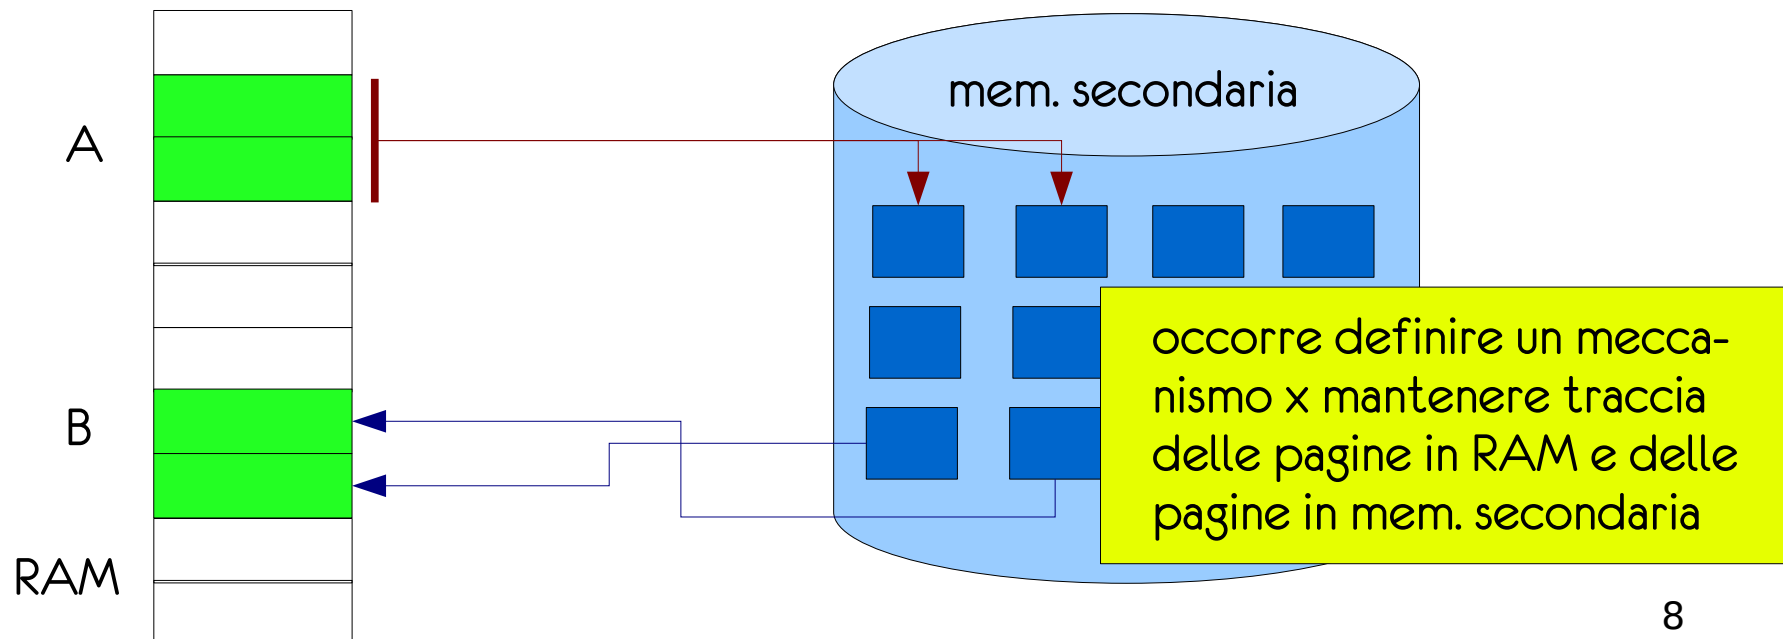 mem. secondaria
A
occorre definire un mecca-
nismo x mantenere traccia
delle pagine in RAM e delle
pagine in mem. secondaria
B
RAM
8